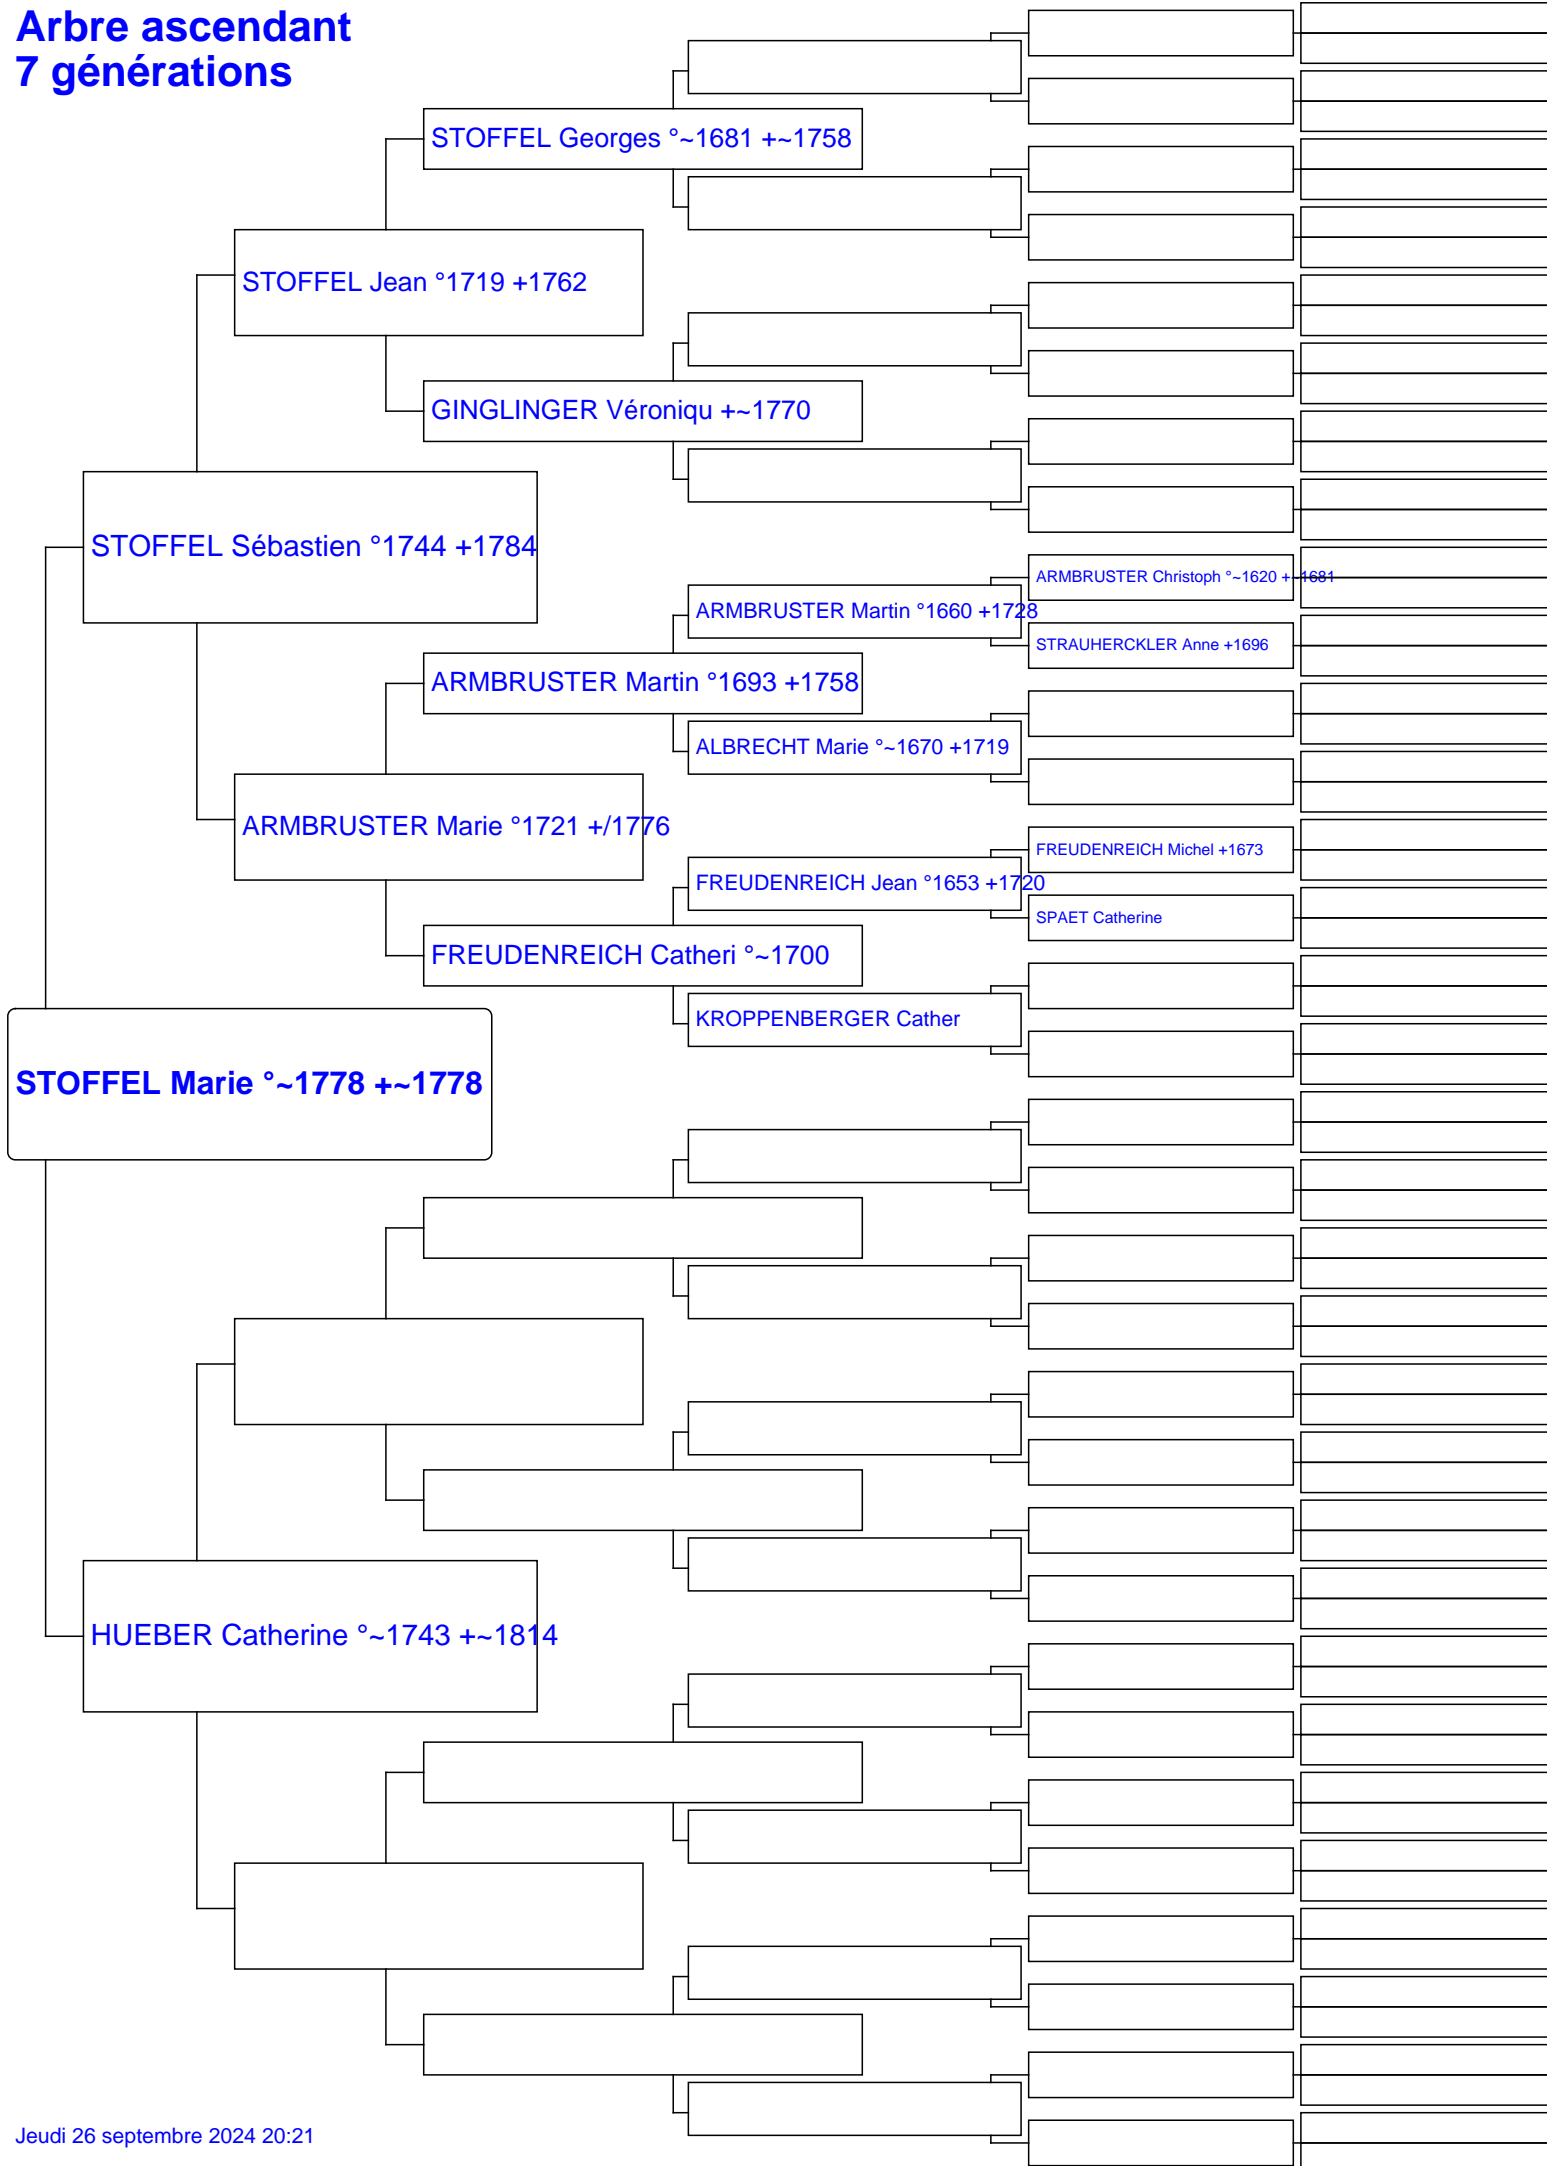 Arbre ascendant
7 générations
STOFFEL Georges °~1681 +~1758
STOFFEL Jean °1719 +1762
GINGLINGER Véroniqu +~1770
STOFFEL Sébastien °1744 +1784
ARMBRUSTER Christoph °~1620 +~1681
ARMBRUSTER Martin °1660 +1728
STRAUHERCKLER Anne +1696
ARMBRUSTER Martin °1693 +1758
ALBRECHT Marie °~1670 +1719
ARMBRUSTER Marie °1721 +/1776
FREUDENREICH Michel +1673
FREUDENREICH Jean °1653 +1720
SPAET Catherine
FREUDENREICH Catheri °~1700
KROPPENBERGER Cather
STOFFEL Marie °~1778 +~1778
HUEBER Catherine °~1743 +~1814
Jeudi 26 septembre 2024 20:21